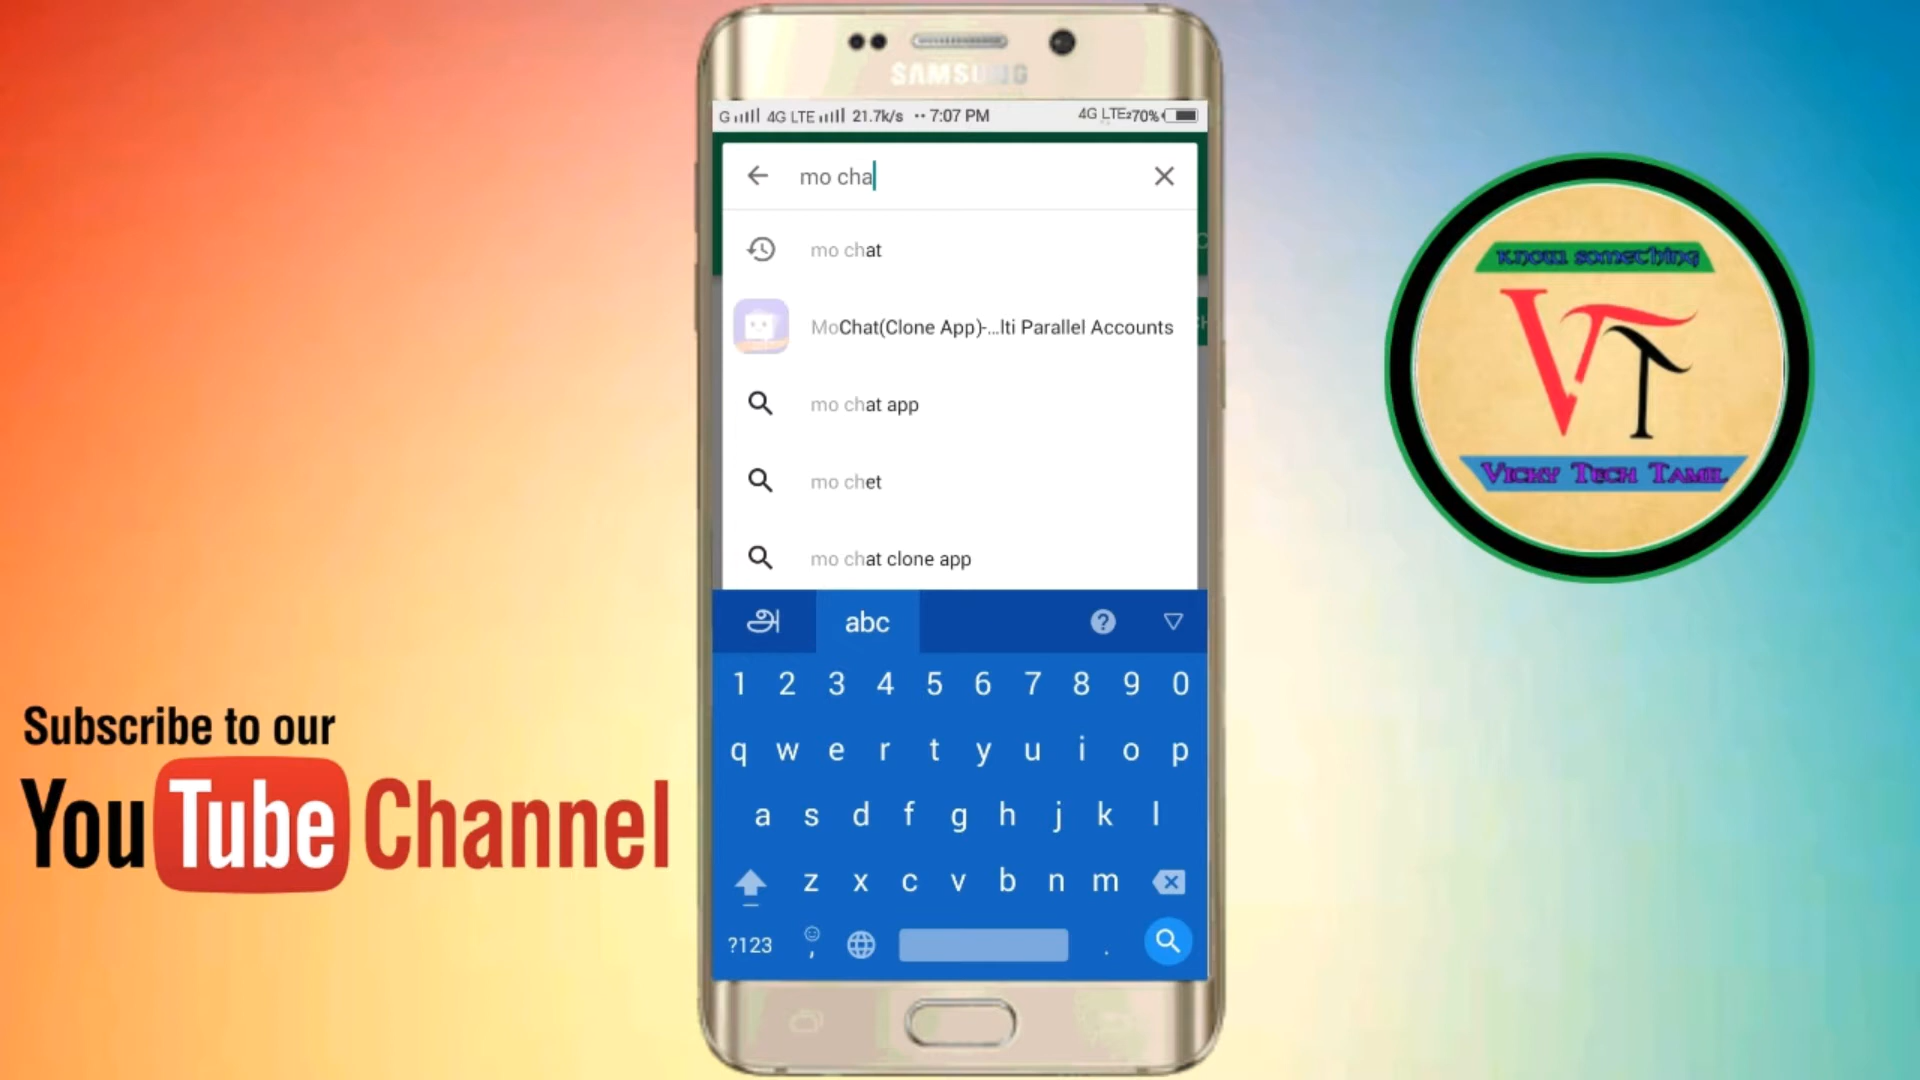 SAMSUNG
G 4G LTE 21.7k/s ·· 7:07 PM 4G LTE 70%
mo cha
mo chat
MoChat(Clone App)-...lti Parallel Accounts
mo chat app
mo chet
mo chat clone app
அ abc ?
1 2 3 4 5 6 7 8 9 0
q w e r t y u i o p
a s d f g h j k l
z x c v b n m
?123 , .
Know Something
VT
Vicky Tech Tamil
Subscribe to our
YouTube Channel